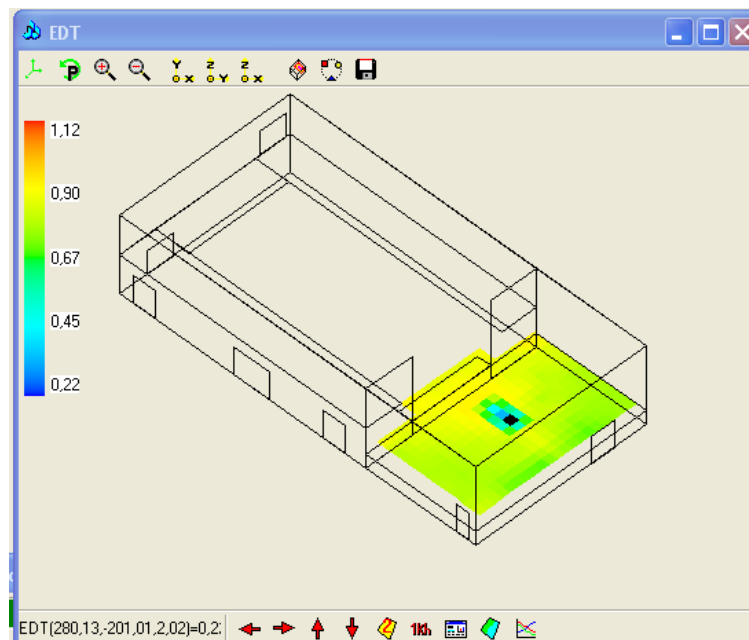 EDT
P
Y
X
Z
Y
Z
X
1,12
0,90
0,67
0,45
0,22
EDT(280,13,-201,01,2,02)=0,2
1Kh